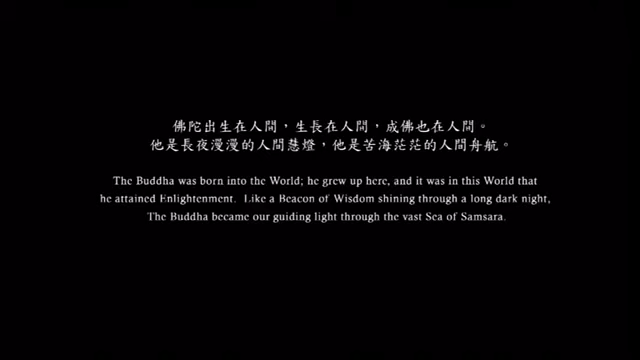 佛陀出生在人間，生長在人間，成佛也在人間。
他是長夜漫漫的人間慧燈，他是苦海茫茫的人間舟航。
The Buddha was born into the World; he grew up here, and it was in this World that
he attained Enlightenment. Like a Beacon of Wisdom shining through a long dark night,
The Buddha became our guiding light through the vast Sea of Samsara.